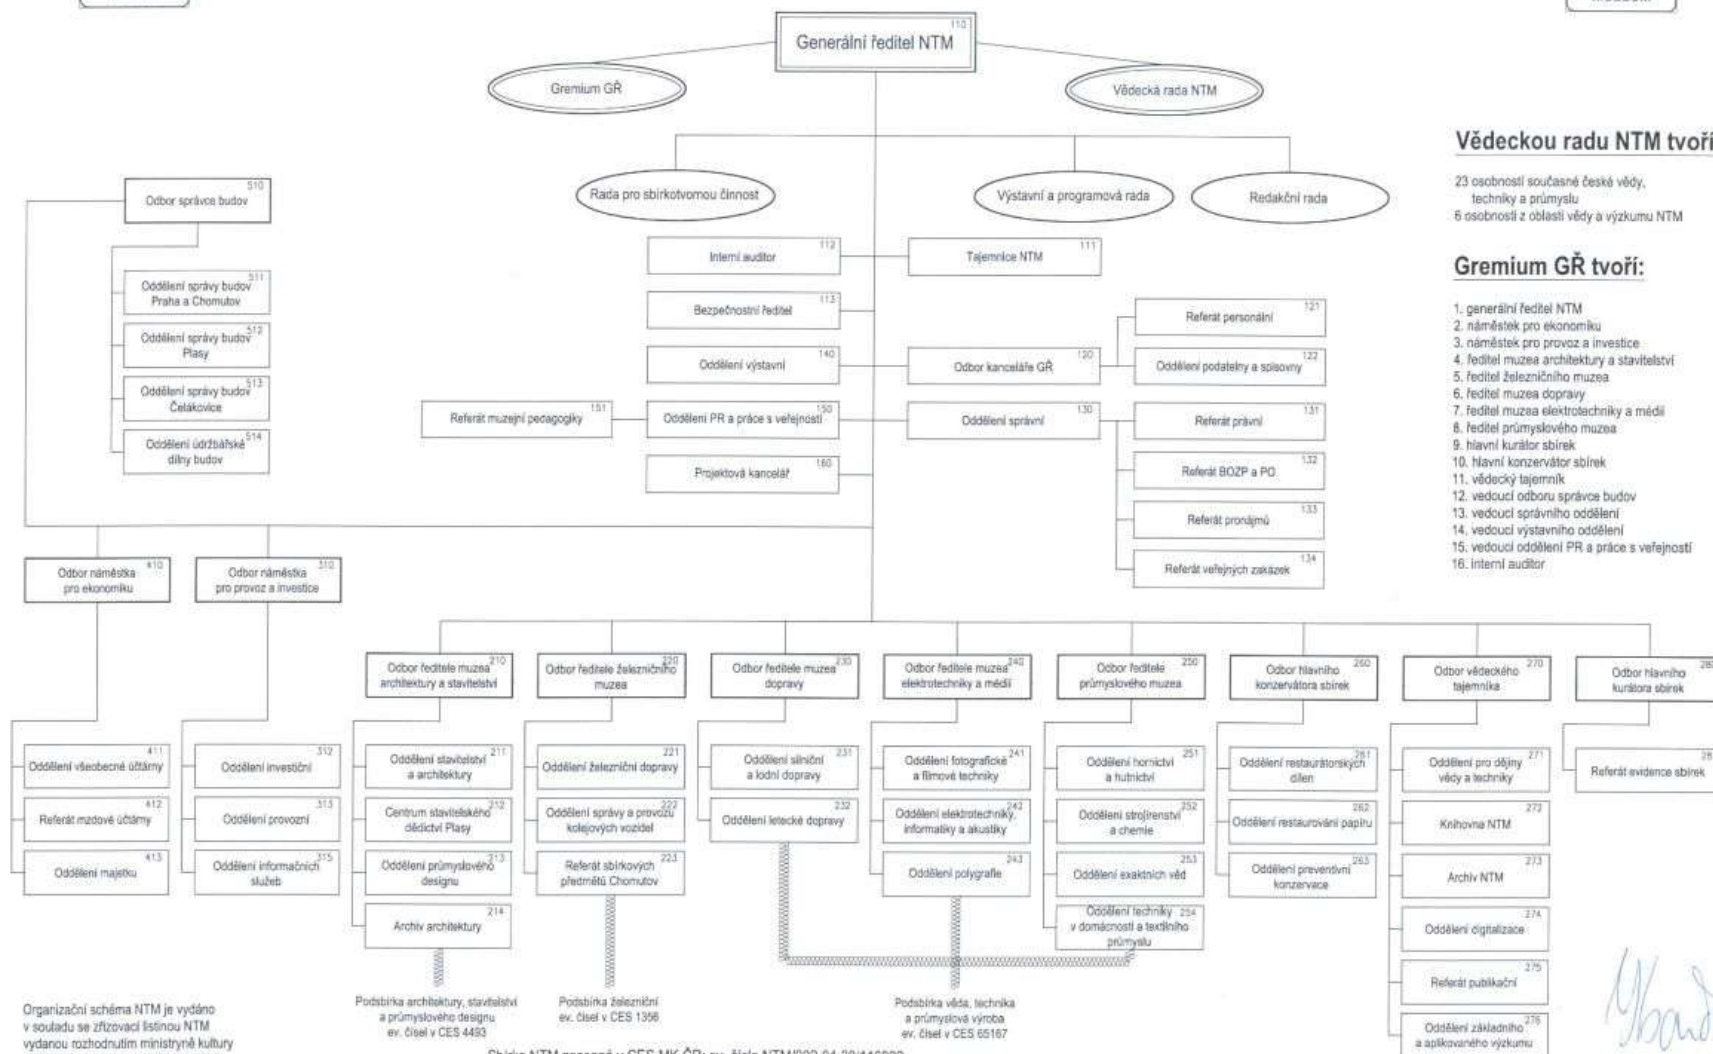 110
Generální ředitel NTM
Gremium GŘ
Vědecká rada NTM
Rada pro sbírkotvornou činnost
Výstavní a programová rada
Redakční rada
Vědeckou radu NTM tvoří
23 osobností současné české vědy,
techniky a průmyslu
6 osobností z oblasti vědy a výzkumu NTM
Gremium GŘ tvoří:
1. generální ředitel NTM
2. náměstek pro ekonomiku
3. náměstek pro provoz a investice
4. ředitel muzea architektury a stavitelství
5. ředitel železničního muzea
6. ředitel muzea dopravy
7. ředitel muzea elektrotechniky a médií
8. ředitel průmyslového muzea
9. hlavní kurátor sbírek
10. hlavní konzervátor sbírek
11. vědecký tajemník
12. vedoucí odboru správce budov
13. vedoucí správního oddělení
14. vedoucí výstavního oddělení
15. vedoucí oddělení PR a práce s veřejností
16. interní auditor
510
Odbor správce budov
511
Oddělení správy budov
Praha a Chomutov
512
Oddělení správy budov
Plasy
513
Oddělení správy budov
Čelákovice
514
Oddělení údržbářské
dílny budov
112
Interní auditor
111
Tajemnice NTM
113
Bezpečnostní ředitel
140
Oddělení výstavní
120
Odbor kanceláře GŘ
121
Referát personální
122
Oddělení podatelny a spisovny
151
Referát muzejní pedagogiky
150
Oddělení PR a práce s veřejností
130
Oddělení správní
131
Referát právní
160
Projektová kancelář
132
Referát BOZP a PO
133
Referát pronájmů
134
Referát veřejných zakázek
410
Odbor náměstka
pro ekonomiku
310
Odbor náměstka
pro provoz a investice
210
Odbor ředitele muzea
architektury a stavitelství
220
Odbor ředitele železničního
muzea
230
Odbor ředitele muzea
dopravy
240
Odbor ředitele muzea
elektrotechniky a médií
250
Odbor ředitele
průmyslového muzea
260
Odbor hlavního
konzervátora sbírek
270
Odbor vědeckého
tajemníka
Odbor hlavního
kurátora sbírek
411
Oddělení všeobecné účtárny
412
Referát mzdové účtárny
413
Oddělení majetku
312
Oddělení investiční
313
Oddělení provozní
315
Oddělení informačních
služeb
211
Oddělení stavitelství
a architektury
212
Centrum stavitelského
dědictví Plasy
213
Oddělení průmyslového
designu
214
Archiv architektury
221
Oddělení železniční dopravy
222
Oddělení správy a provozu
kolejových vozidel
223
Referát sbírkových
předmětů Chomutov
231
Oddělení silniční
a lodní dopravy
232
Oddělení letecké dopravy
241
Oddělení fotografické
a filmové techniky
242
Oddělení elektrotechniky,
informatiky a akustiky
243
Oddělení polygrafie
251
Oddělení hornictví
a hutnictví
252
Oddělení strojírenství
a chemie
253
Oddělení exaktních věd
254
Oddělení techniky
v domácnosti a textilního
průmyslu
261
Oddělení restaurátorských
dílen
262
Oddělení restaurování papíru
263
Oddělení preventivní
konzervace
271
Oddělení pro dějiny
vědy a techniky
272
Knihovna NTM
273
Archiv NTM
274
Oddělení digitalizace
275
Referát publikační
276
Oddělení základního
a aplikovaného výzkumu
Referát evidence sbírek
Podsbírka architektury, stavitelství
a průmyslového designu
ev. čísel v CES 4493
Podsbírka železniční
ev. čísel v CES 1356
Podsbírka věda, technika
a průmyslová výroba
ev. čísel v CES 65167
Organizační schéma NTM je vydáno
v souladu se zřizovací listinou NTM
vydanou rozhodnutím ministryně kultury